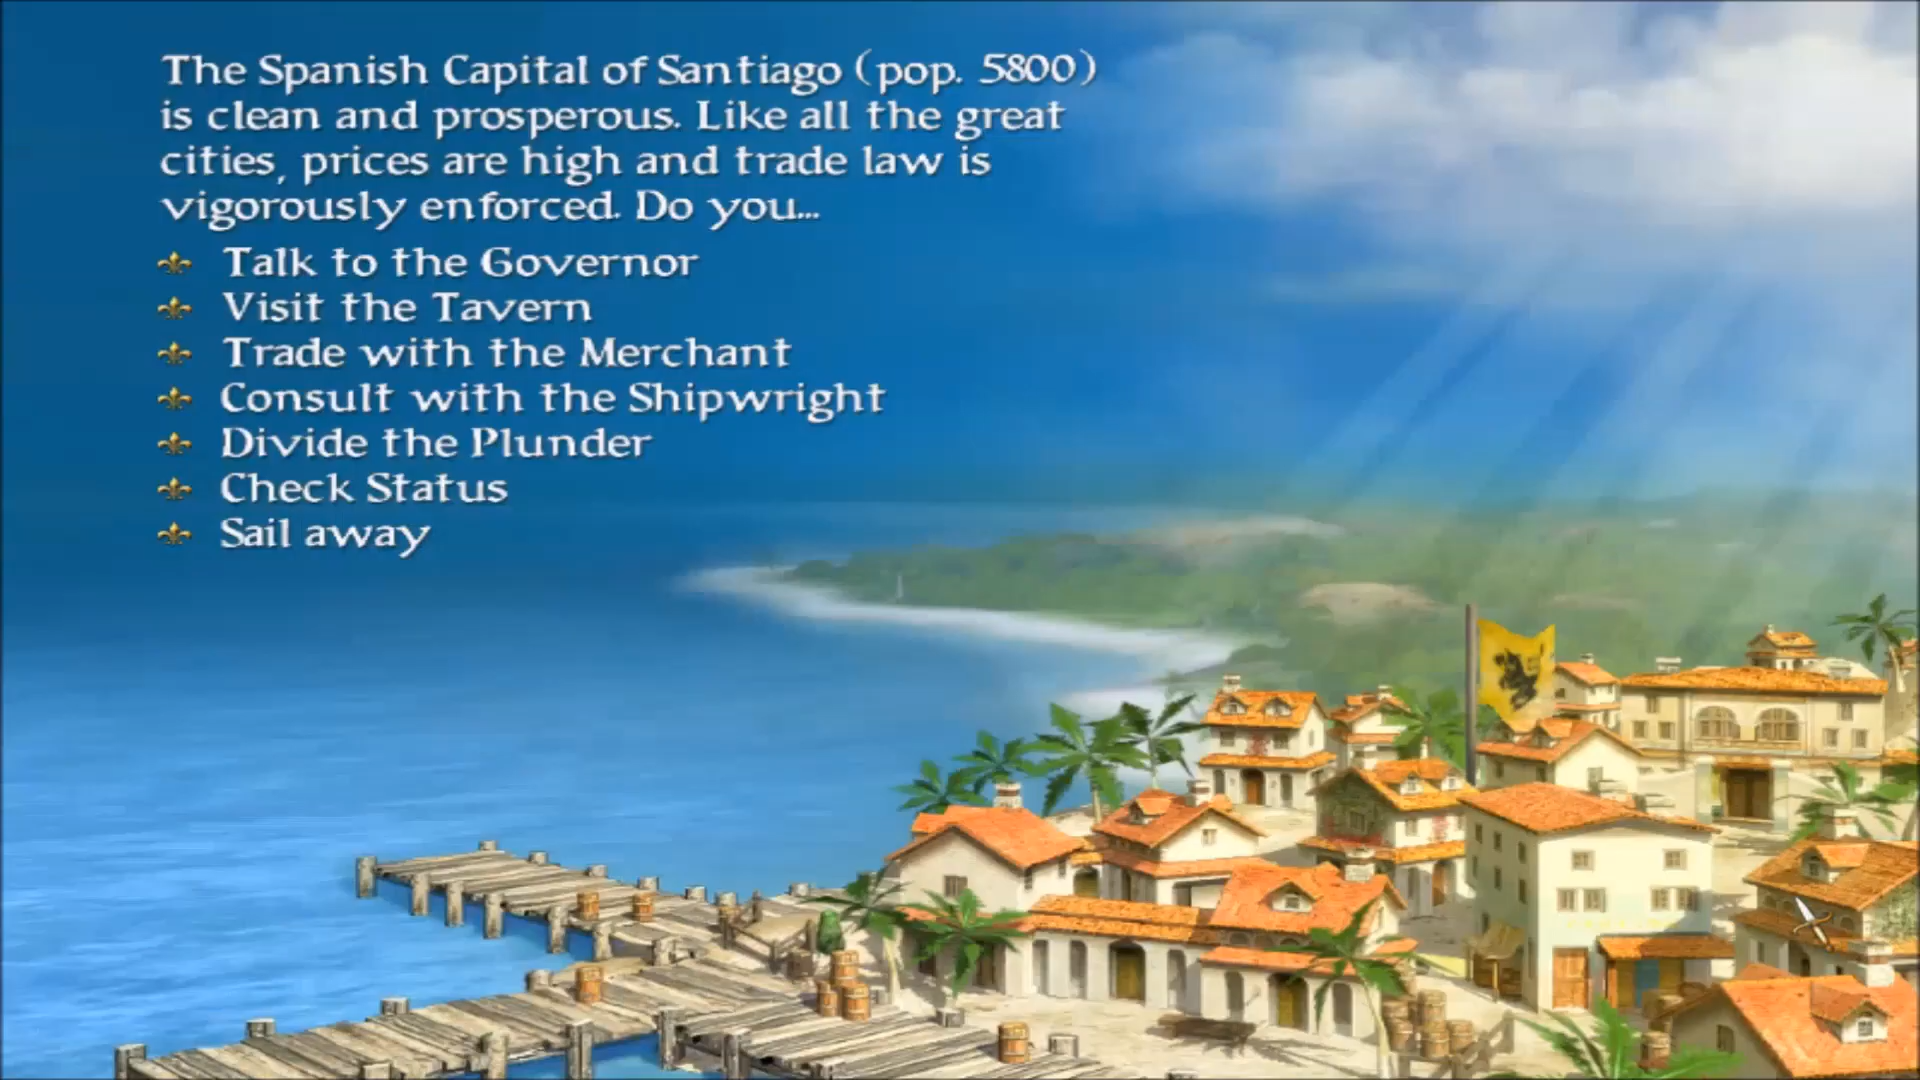 The Spanish Capital of Santiago (pop. 5800)
is clean and prosperous. Like all the great
cities, prices are high and trade law is
vigorously enforced. Do you...
Talk to the Governor
Visit the Tavern
Trade with the Merchant
Consult with the Shipwright
Divide the Plunder
Check Status
Sail away